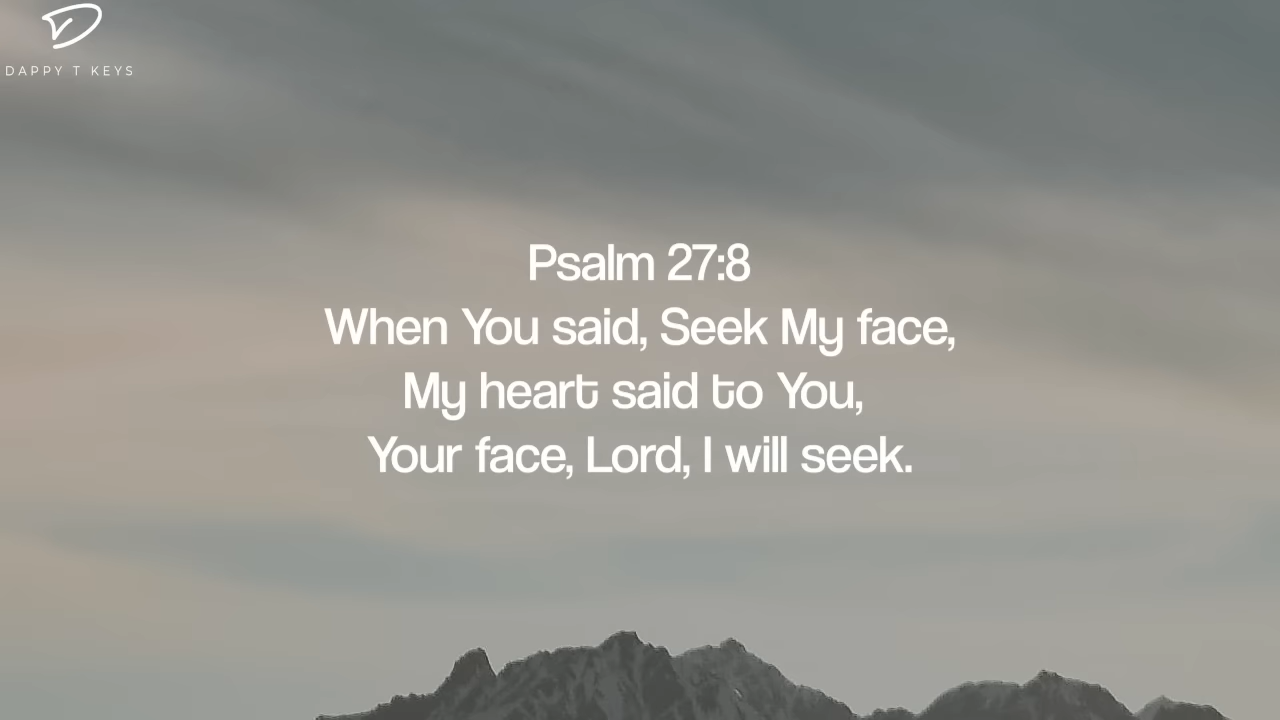 DAPPY T KEYS
Psalm 27:8
When You said, Seek My face,
My heart said to You,
Your face, Lord, I will seek.